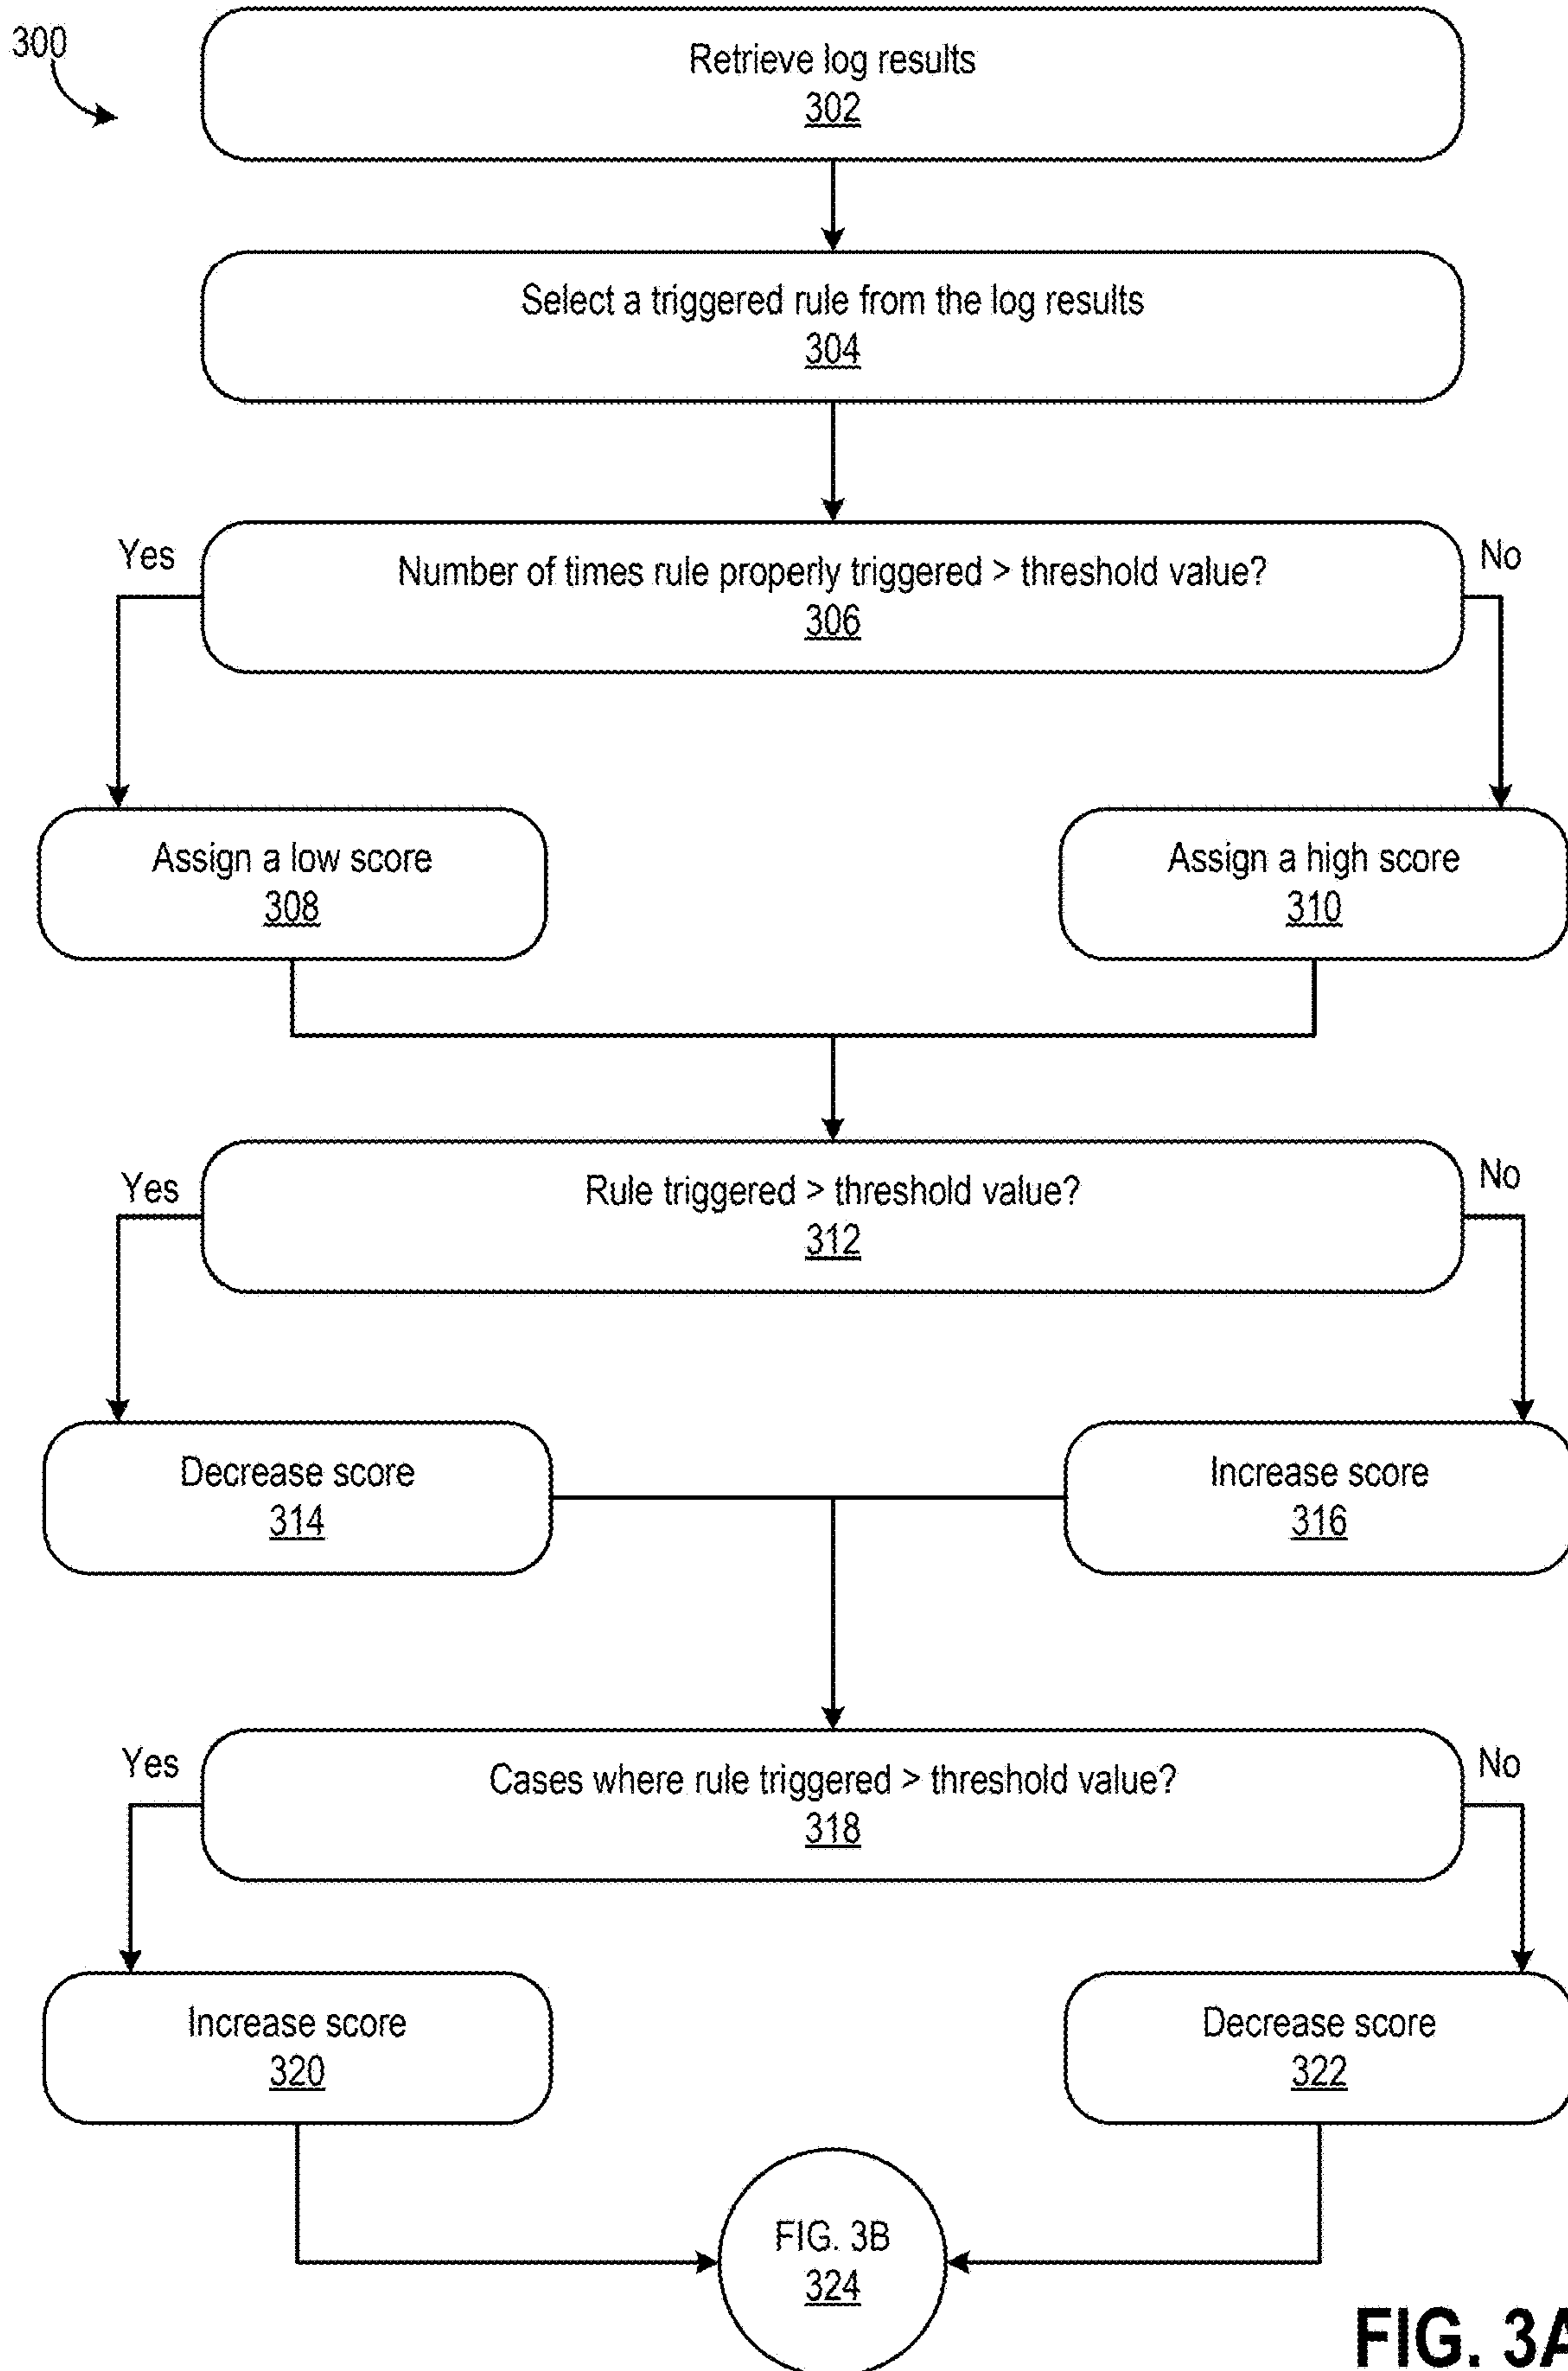 300
Retrieve log results
302
Select a triggered rule from the log results
304
Yes
Number of times rule properly triggered > threshold value?
306
No
Assign a low score
308
Assign a high score
310
Yes
Rule triggered > threshold value?
312
No
Decrease score
314
Increase score
316
Yes
Cases where rule triggered > threshold value?
318
No
Increase score
320
Decrease score
322
FIG. 3B
324
FIG. 3A